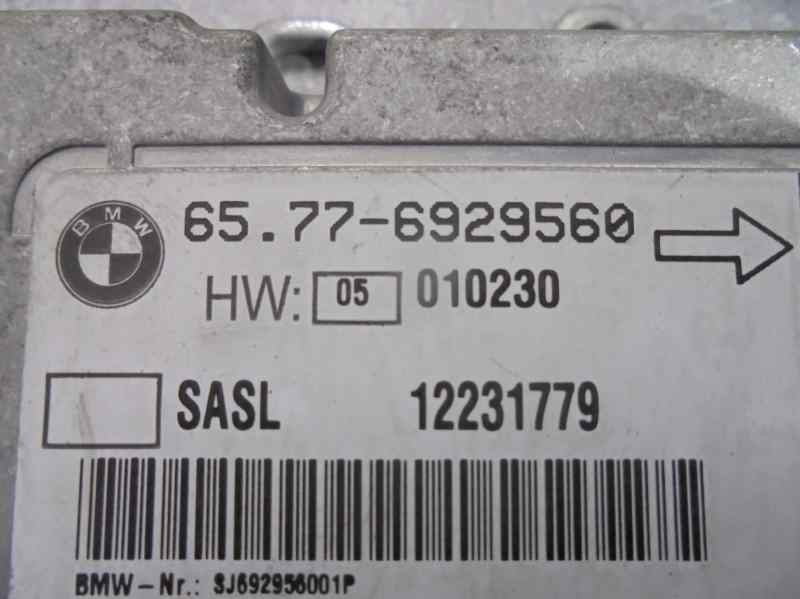 BMW
65.77-6929560
HW: 05 010230
SASL 12231779
BMW-Nr.: SJ692956001P